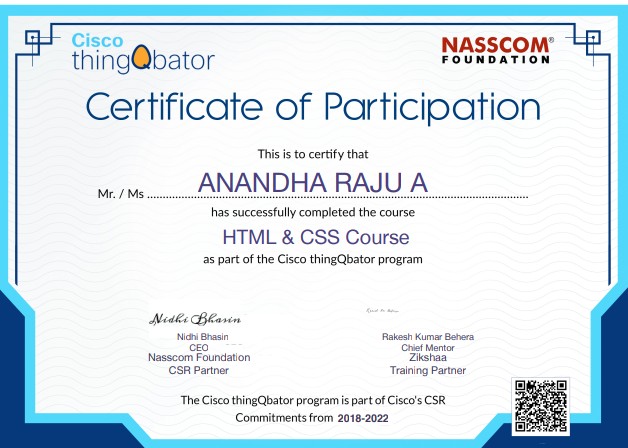 Cisco
thingQbator
NASSCOM®
FOUNDATION
Certificate of Participation
This is to certify that
Mr. / Ms ANANDHA RAJU A
has successfully completed the course
HTML & CSS Course
as part of the Cisco thingQbator program
Nidhi Bhasin
Nidhi Bhasin
CEO
Nasscom Foundation
CSR Partner
Rakesh Kumar Behera
Chief Mentor
Zikshaa
Training Partner
The Cisco thingQbator program is part of Cisco's CSR
Commitments from 2018-2022